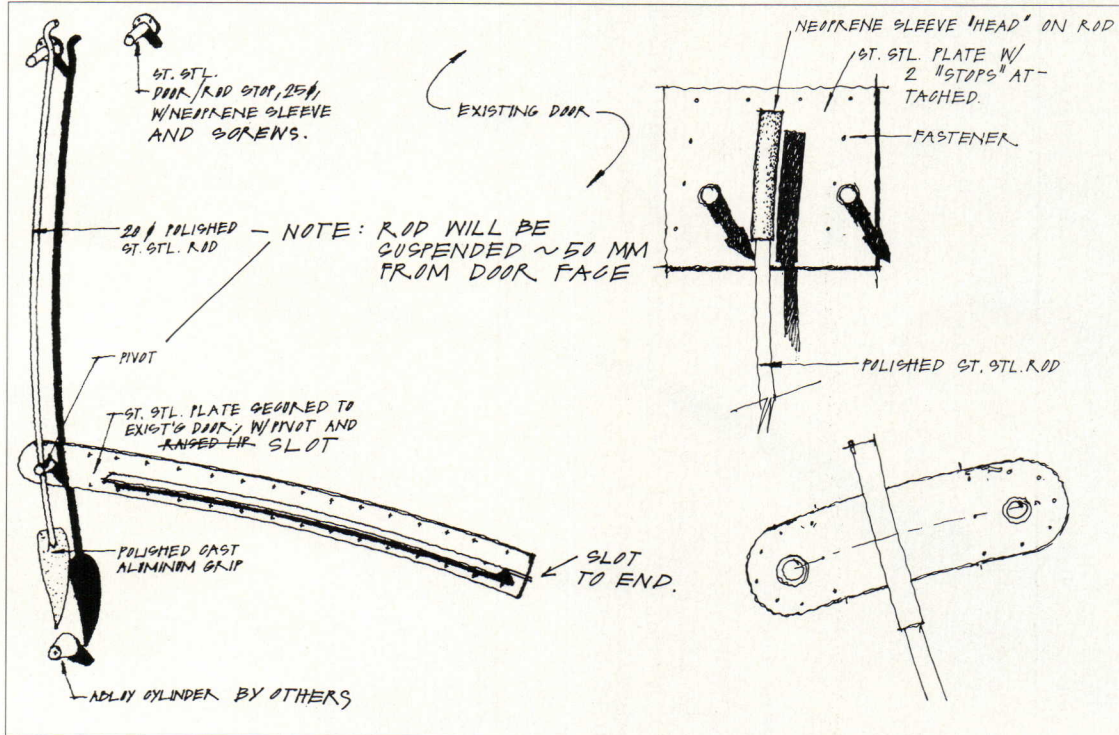 ST. STL.
DOOR/ROD STOP, 25Ø,
W/NEOPRENE SLEEVE
AND SCREWS.
EXISTING DOOR
NEOPRENE SLEEVE "HEAD" ON ROD
ST. STL. PLATE W/
2 "STOPS" AT-
TACHED.
FASTENER
20 Ø POLISHED
ST. STL. ROD
NOTE: ROD WILL BE
SUSPENDED ~50 MM
FROM DOOR FACE
PIVOT
POLISHED ST. STL. ROD
ST. STL. PLATE SECURED TO
EXIST'G DOOR; W/PIVOT AND
RAISED LIP SLOT
POLISHED CAST
ALUMINUM GRIP
SLOT
TO END.
ABLOY CYLINDER BY OTHERS